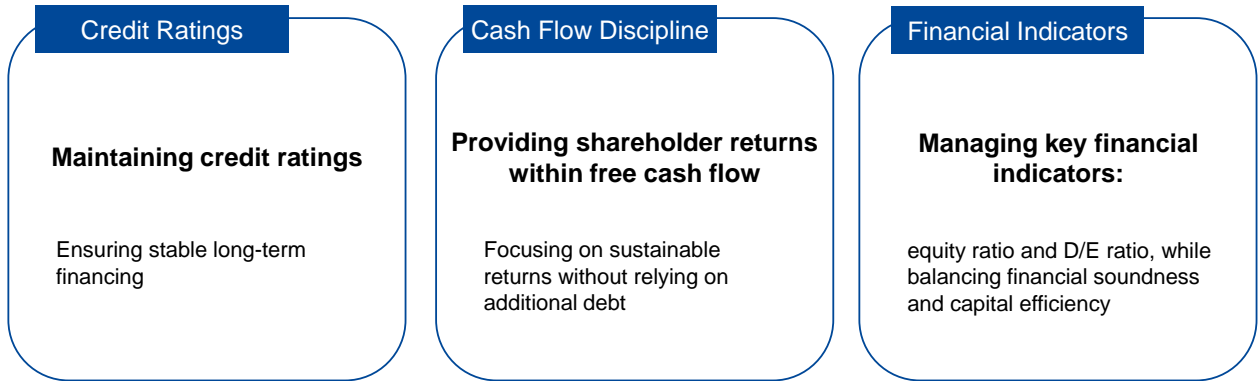 Credit Ratings
Maintaining credit ratings
Ensuring stable long-term
financing
Cash Flow Discipline
Providing shareholder returns
within free cash flow
Focusing on sustainable
returns without relying on
additional debt
Financial Indicators
Managing key financial
indicators:
equity ratio and D/E ratio, while
balancing financial soundness
and capital efficiency